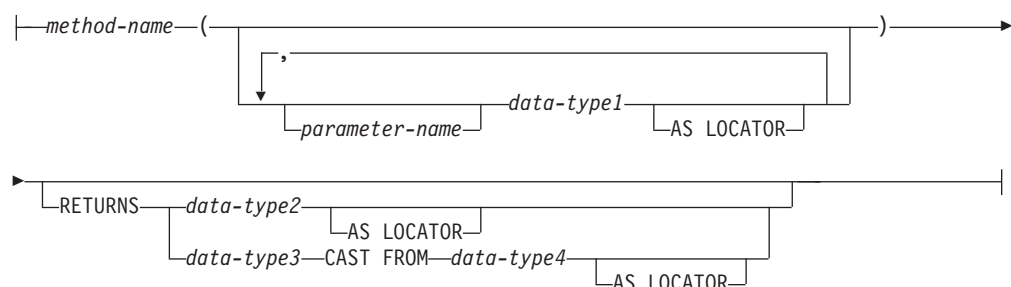 method-name ( )
,
data-type1
parameter-name AS LOCATOR
RETURNS data-type2
AS LOCATOR
data-type3 CAST FROM data-type4
AS LOCATOR